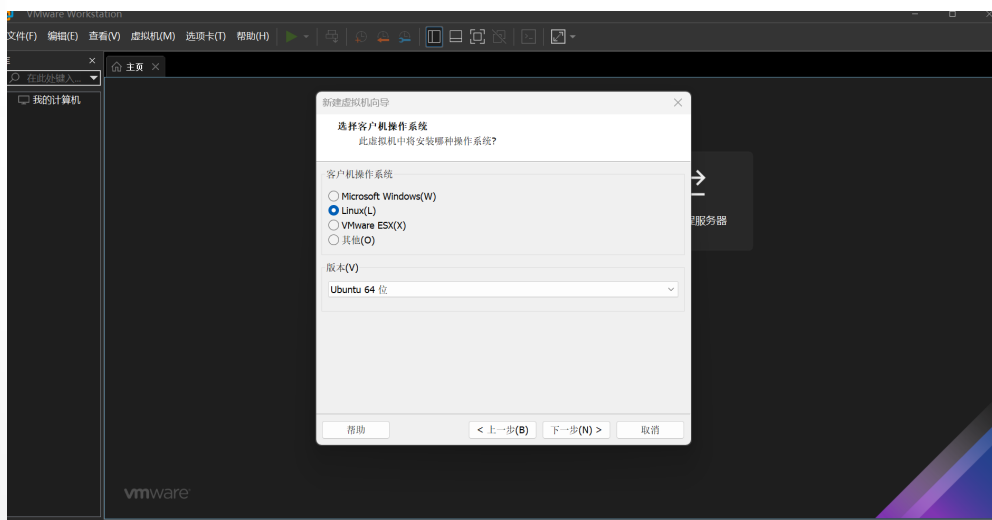 VMware Workstation
文件(F) 编辑(E) 查看(V) 虚拟机(M) 选项卡(T) 帮助(H)
主页
在此处键入...
我的计算机
新建虚拟机向导
选择客户机操作系统
此虚拟机中将安装哪种操作系统?
客户机操作系统
Microsoft Windows(W)
Linux(L)
VMware ESX(X)
其他(O)
服务器
版本(V)
Ubuntu 64 位
帮助 < 上一步(B) 下一步(N) > 取消
vmware